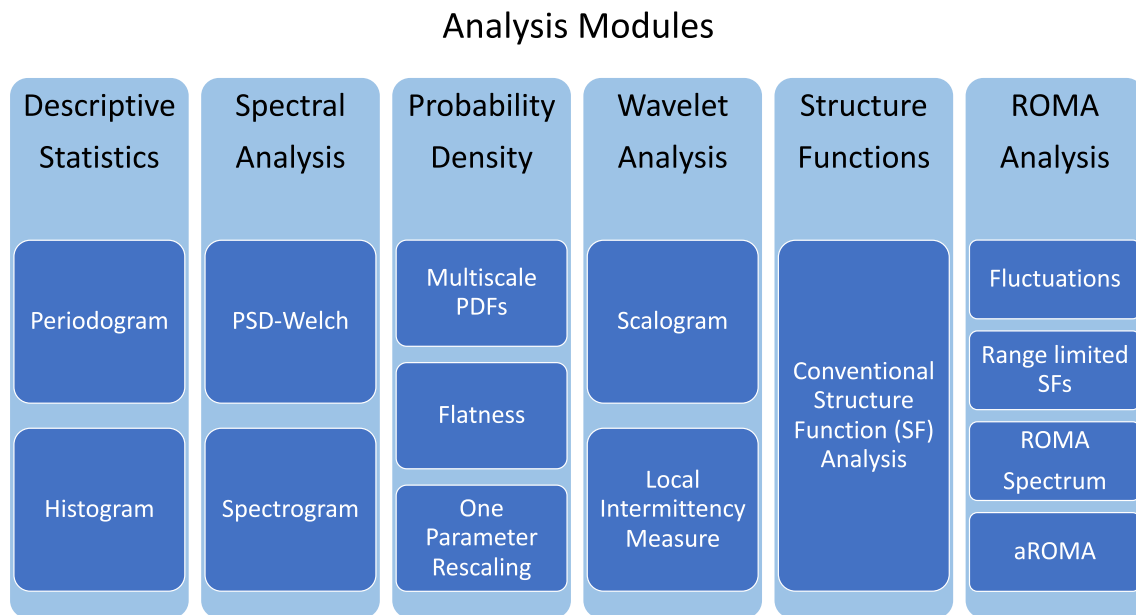 Analysis Modules
Descriptive
Statistics
Periodogram
Histogram
Spectral
Analysis
PSD-Welch
Spectrogram
Probability
Density
Multiscale
PDFs
Flatness
One
Parameter
Rescaling
Wavelet
Analysis
Scalogram
Local
Intermittency
Measure
Structure
Functions
Conventional
Structure
Function (SF)
Analysis
ROMA
Analysis
Fluctuations
Range limited
SFs
ROMA
Spectrum
aROMA